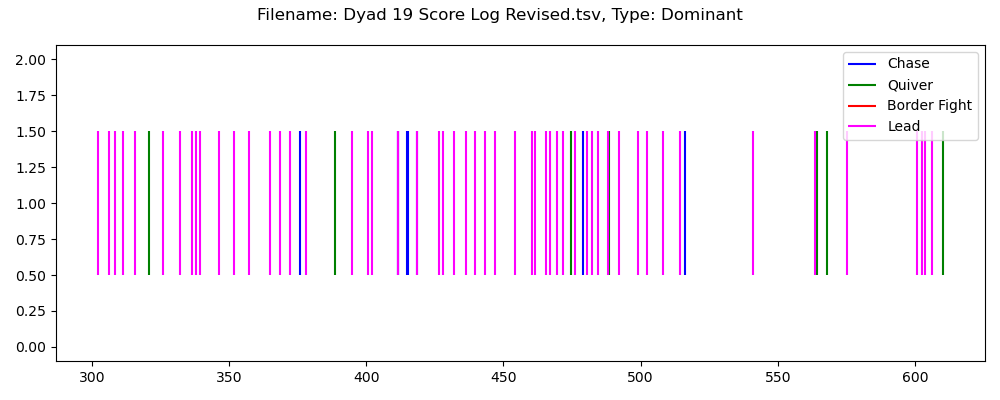 Filename: Dyad 19 Score Log Revised.tsv, Type: Dominant
2.00
1.75
1.50
1.25
1.00
0.75
0.50
0.25
0.00
Chase
Quiver
Border Fight
Lead
300 350 400 450 500 550 600